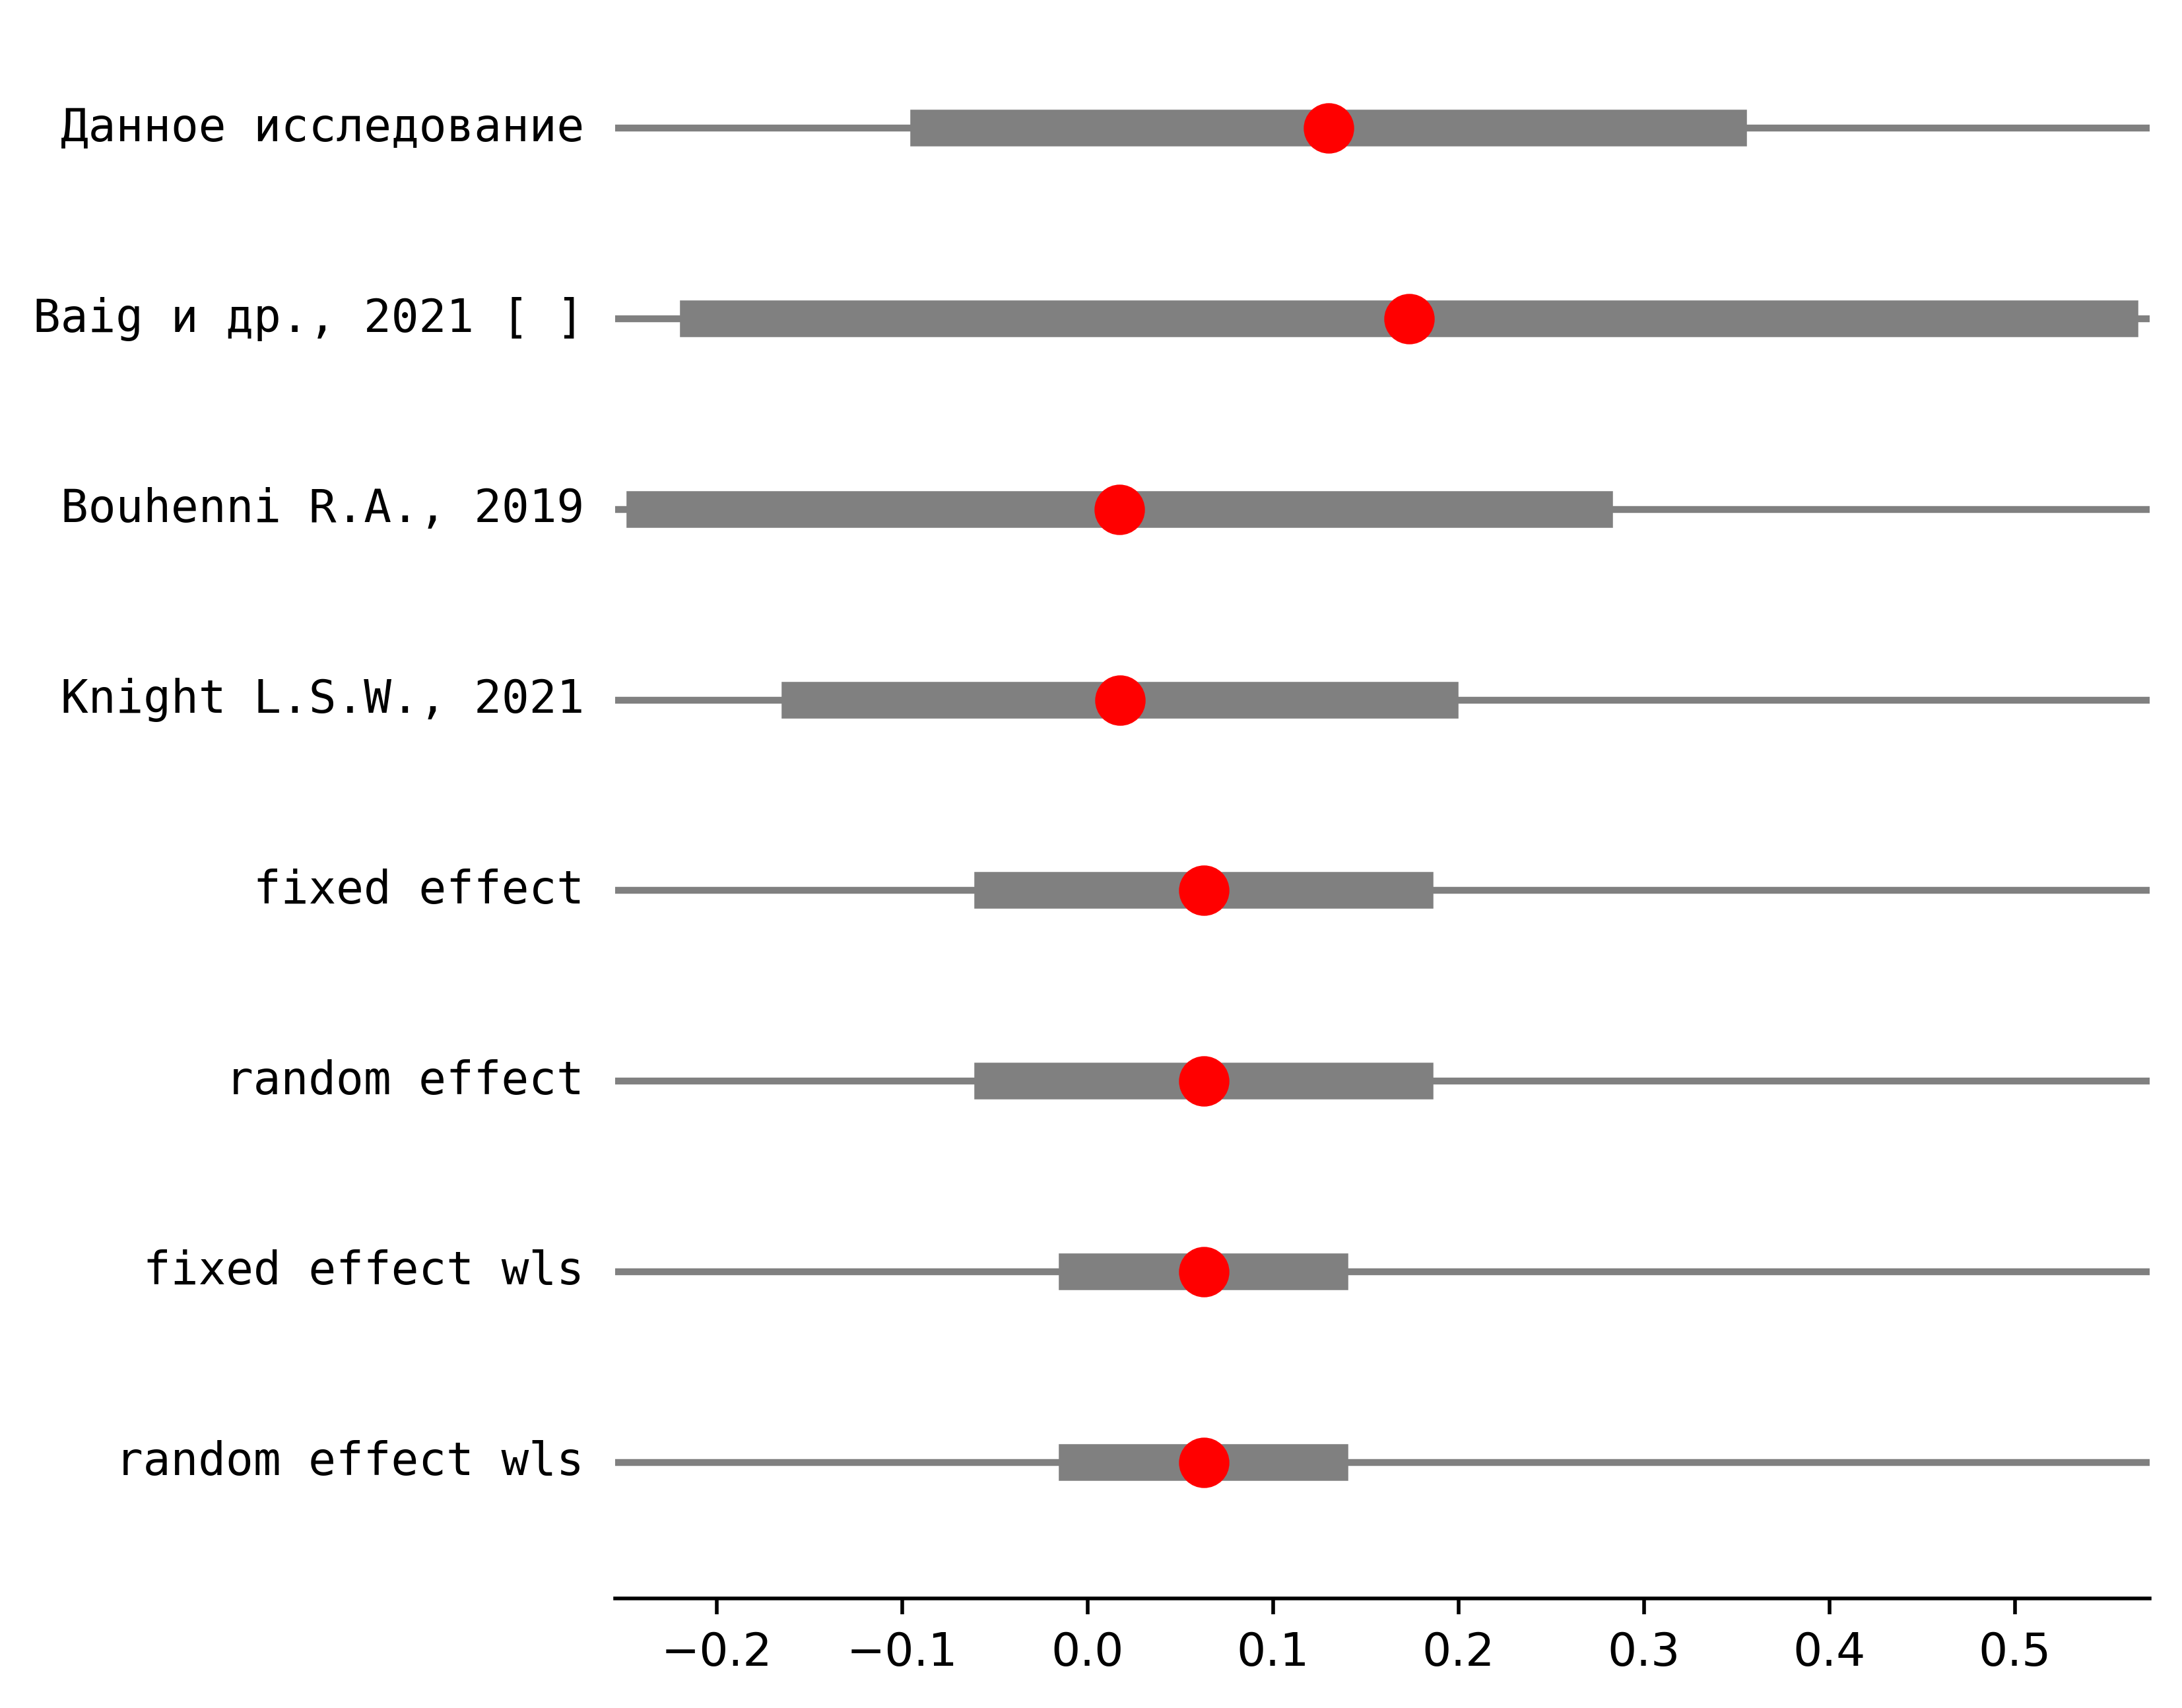 Данное исследование
Baig и др., 2021 [ ]
Bouhenni R.A., 2019
Knight L.S.W., 2021
fixed effect
random effect
fixed effect wls
random effect wls
−0.2 −0.1 0.0 0.1 0.2 0.3 0.4 0.5